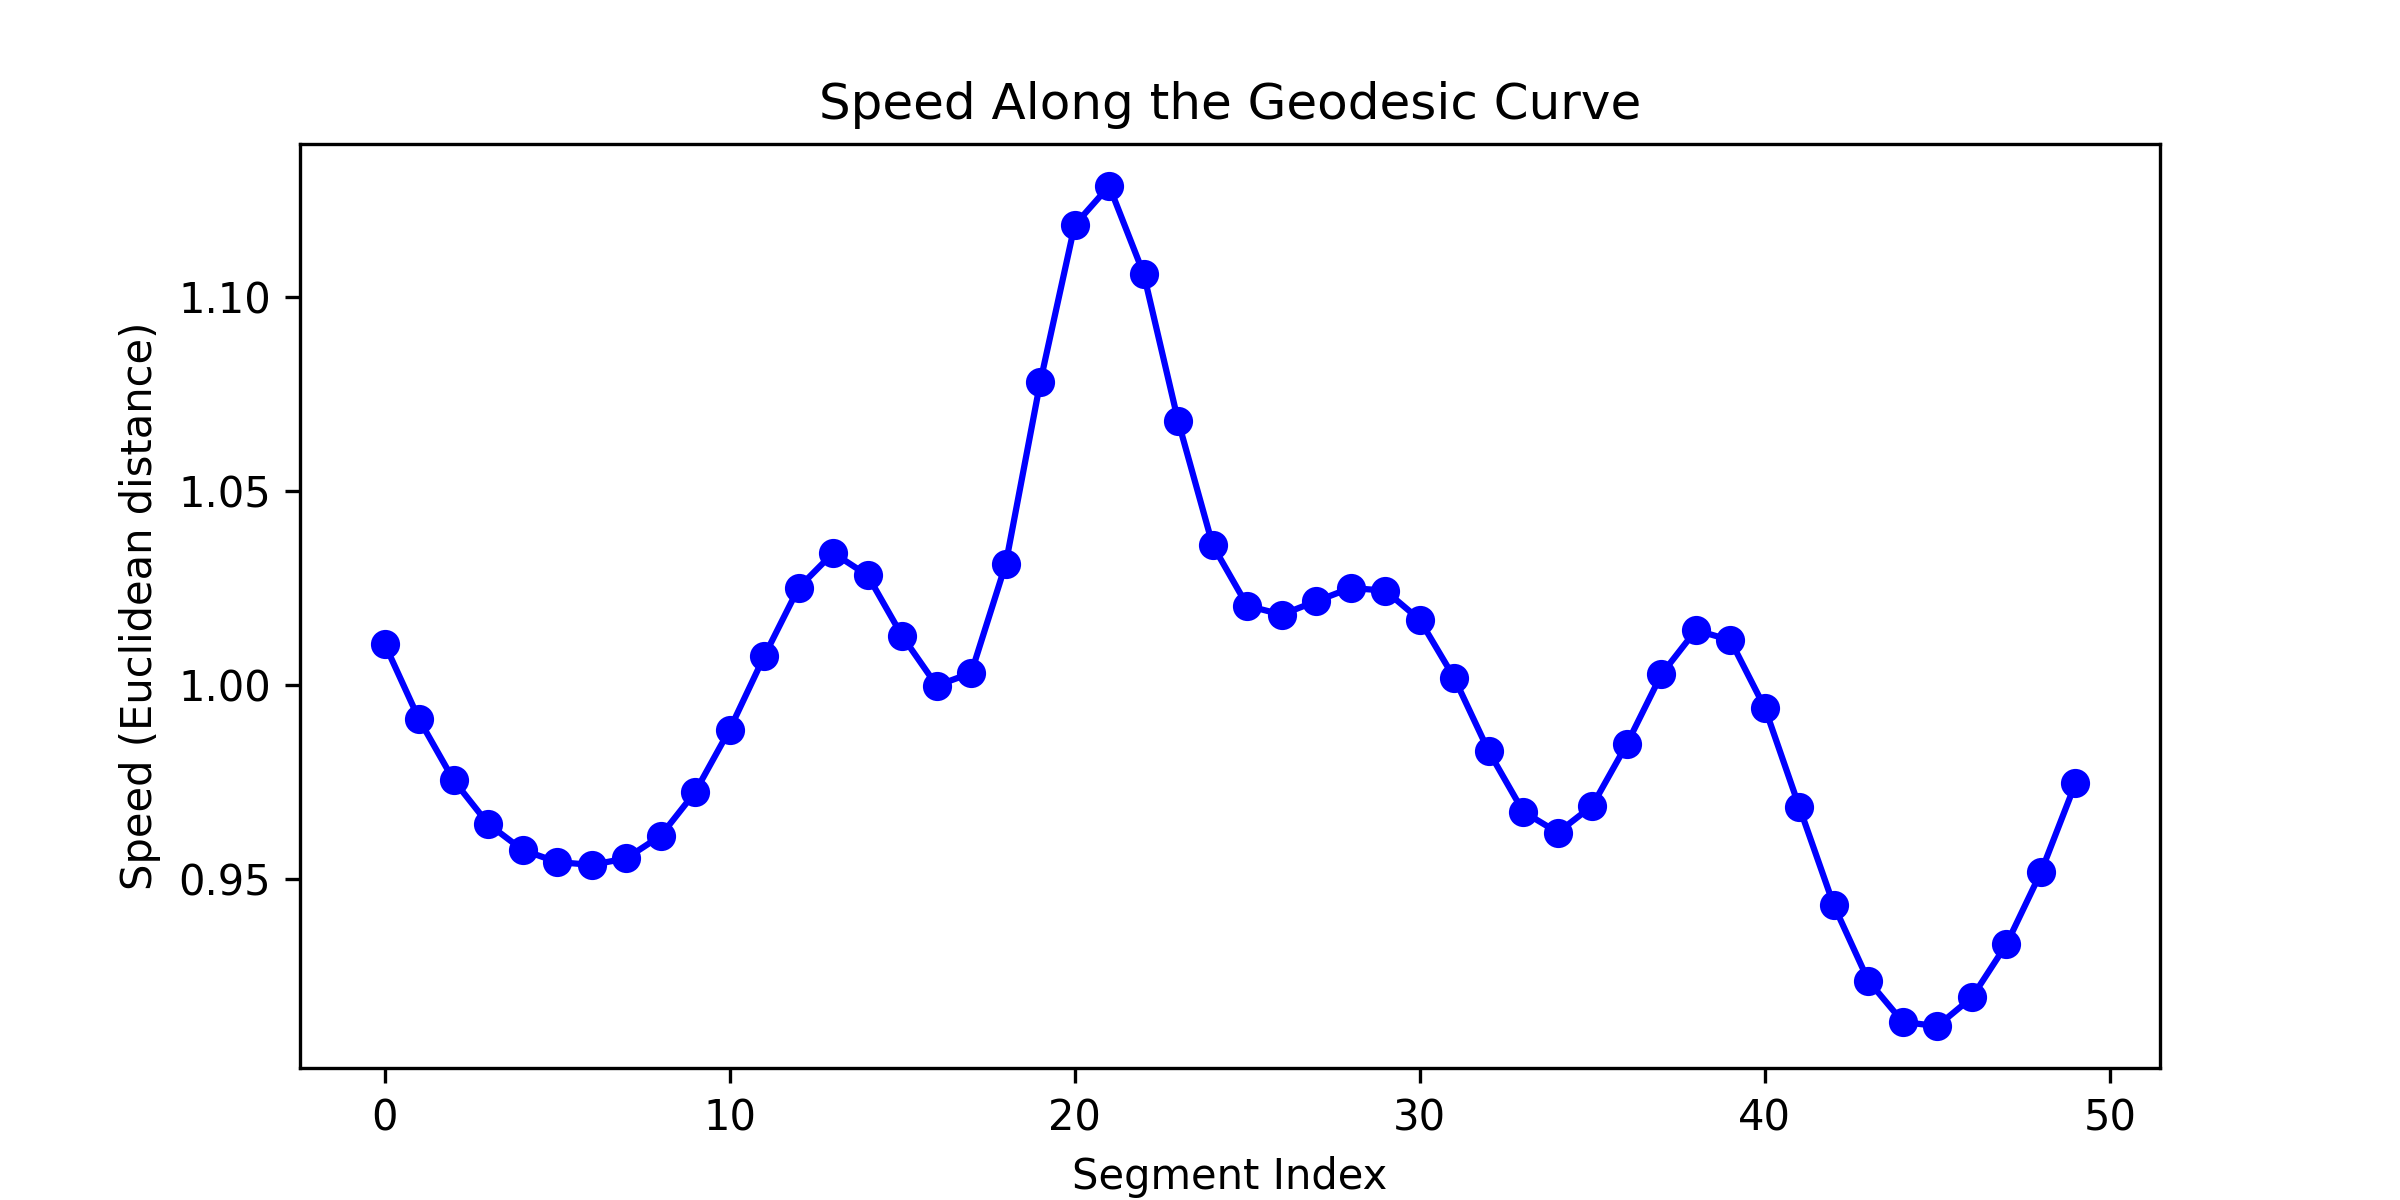 Speed Along the Geodesic Curve
Speed (Euclidean distance)
1.10
1.05
1.00
0.95
0 10 20 30 40 50
Segment Index